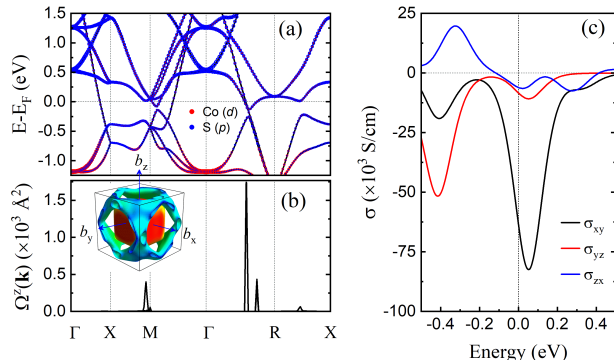 (a)
E-E_F (eV)
1.5
1.0
0.5
0.0
-0.5
-1.0
Co (d)
S (p)
b_z
(b)
b_y
b_x
Ω^z(k) (×10^3 Å^2)
1.5
1.0
0.5
0.0
Γ X M Γ R X
(c)
σ (×10^3 S/cm)
25
0
-25
-50
-75
-100
σ_xy
σ_yz
σ_zx
-0.4 -0.2 0.0 0.2 0.4
Energy (eV)